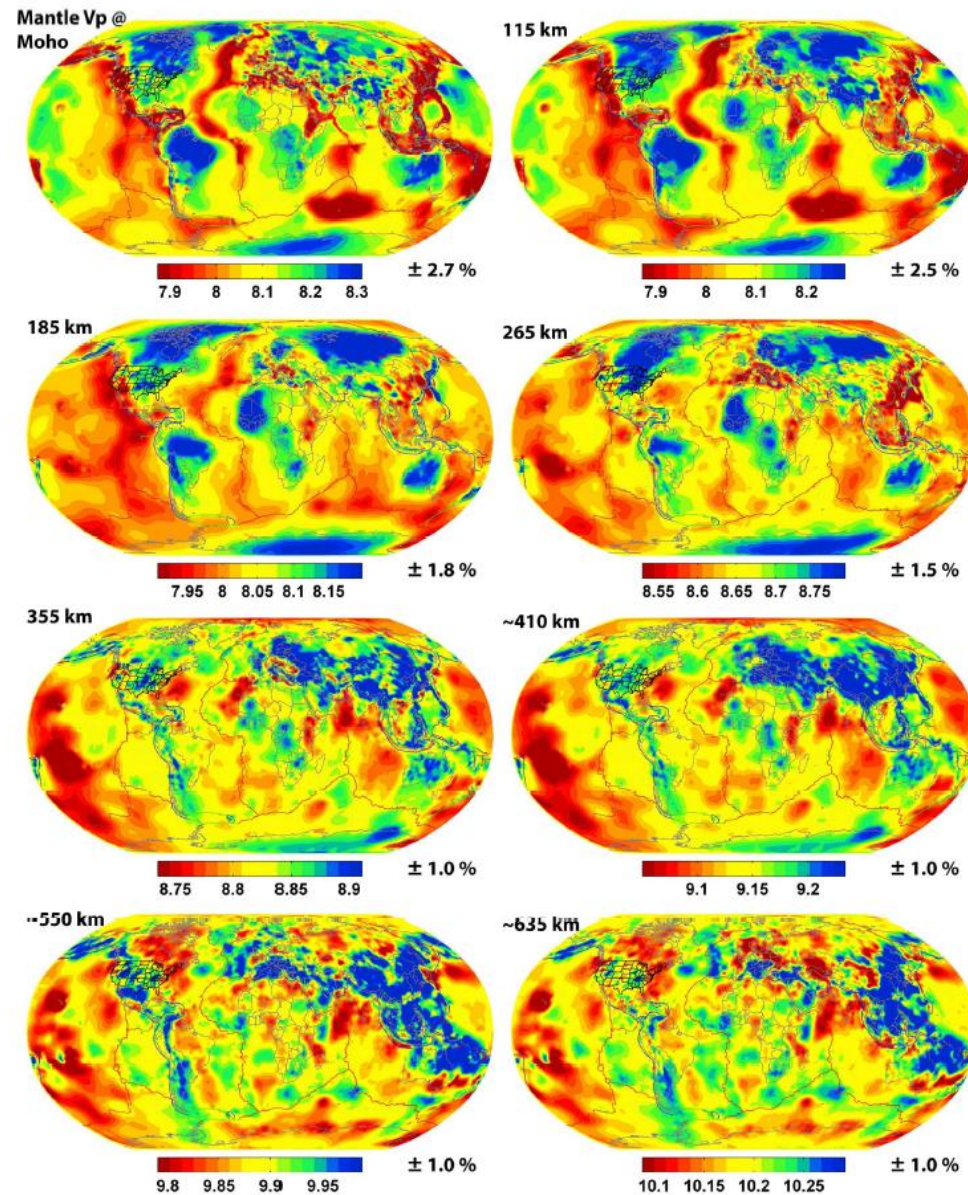 Mantle Vp @
Moho
115 km
7.9 8 8.1 8.2 8.3
± 2.7 %
7.9 8 8.1 8.2
± 2.5 %
185 km
265 km
7.95 8 8.05 8.1 8.15
± 1.8 %
8.55 8.6 8.65 8.7 8.75
± 1.5 %
355 km
~410 km
8.75 8.8 8.85 8.9
± 1.0 %
9.1 9.15 9.2
± 1.0 %
~550 km
~635 km
9.8 9.85 9.9 9.95
± 1.0 %
10.1 10.15 10.2 10.25
± 1.0 %